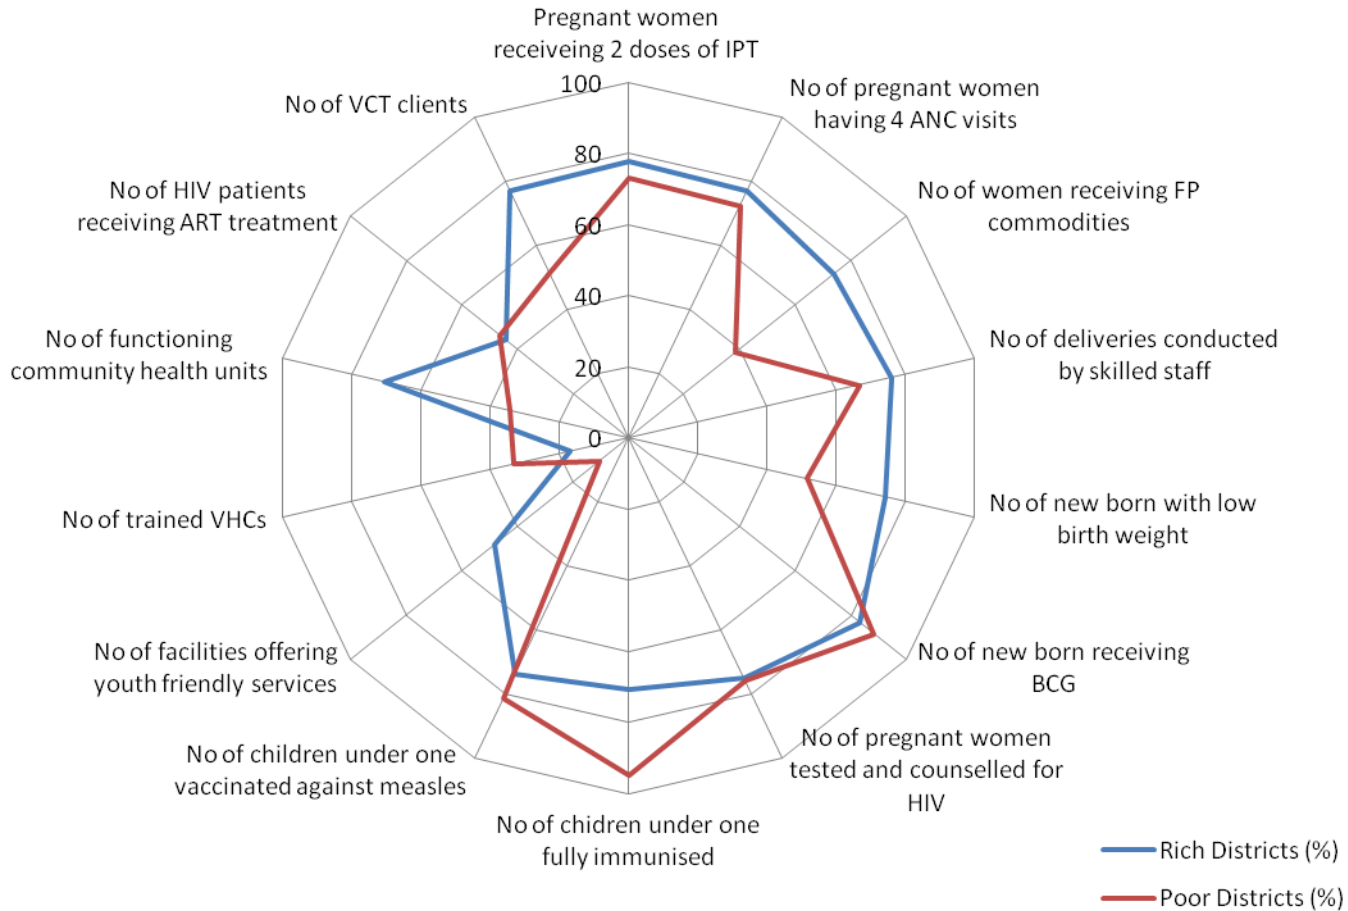 Pregnant women
receiveing 2 doses of IPT
100
80
60
40
20
0
No of pregnant women
having 4 ANC visits
No of women receiving FP
commodities
No of deliveries conducted
by skilled staff
No of new born with low
birth weight
No of new born receiving
BCG
No of pregnant women
tested and counselled for
HIV
No of chidren under one
fully immunised
No of children under one
vaccinated against measles
No of facilities offering
youth friendly services
No of trained VHCs
No of functioning
community health units
No of HIV patients
receiving ART treatment
No of VCT clients
Rich Districts (%)
Poor Districts (%)